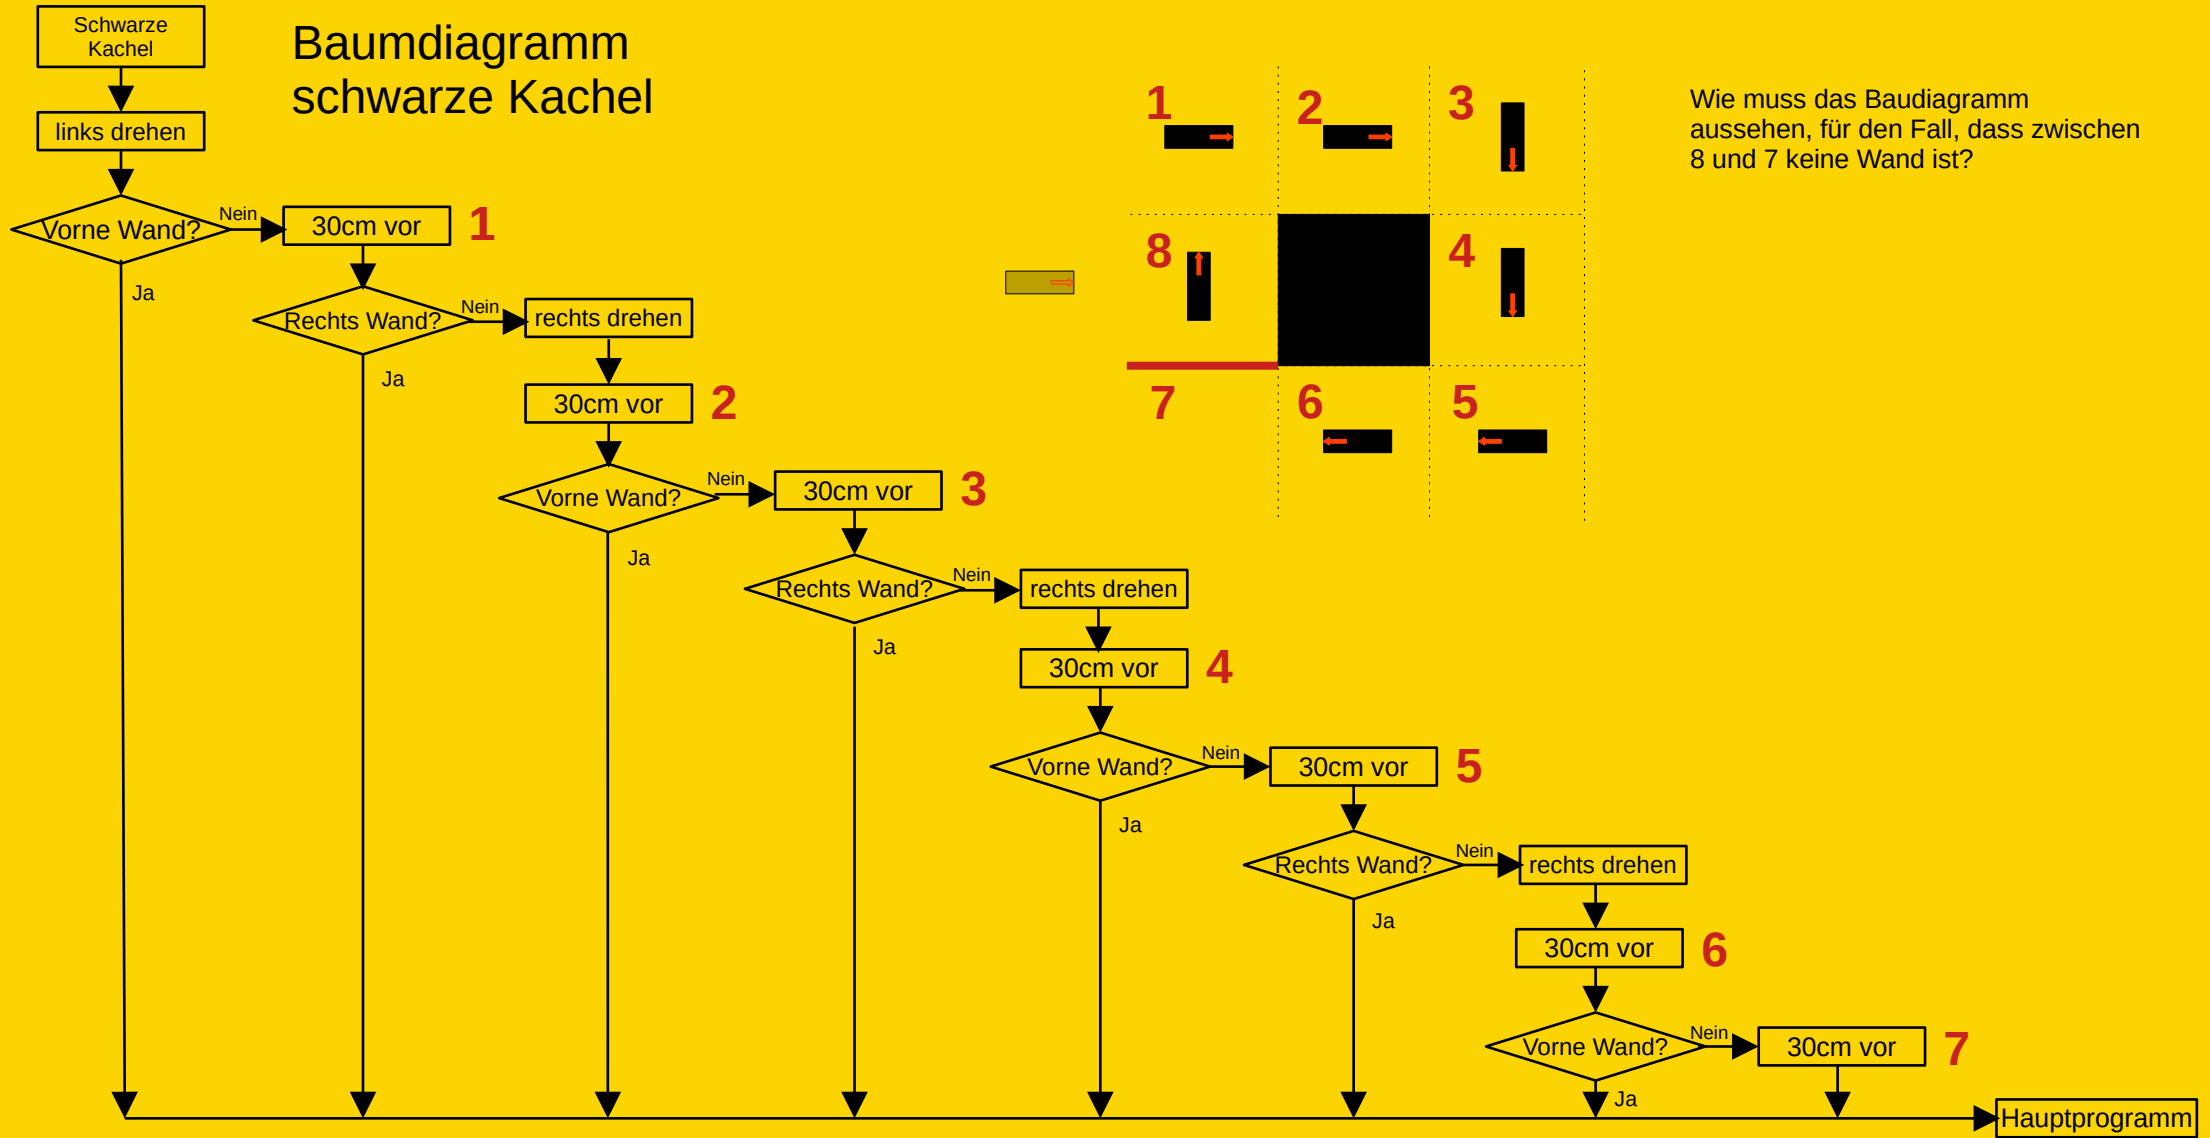 Schwarze
Kachel
Baumdiagramm
schwarze Kachel
links drehen
Vorne Wand?
Nein
30cm vor
1
Ja
Rechts Wand?
Nein
rechts drehen
Ja
30cm vor
2
Vorne Wand?
Nein
30cm vor
3
Ja
Rechts Wand?
Nein
rechts drehen
Ja
30cm vor
4
Vorne Wand?
Nein
30cm vor
5
Ja
Rechts Wand?
Nein
rechts drehen
Ja
30cm vor
6
Vorne Wand?
Nein
30cm vor
7
Ja
Hauptprogramm
1
2
3
8
4
7
6
5
Wie muss das Baudiagramm
aussehen, für den Fall, dass zwischen
8 und 7 keine Wand ist?